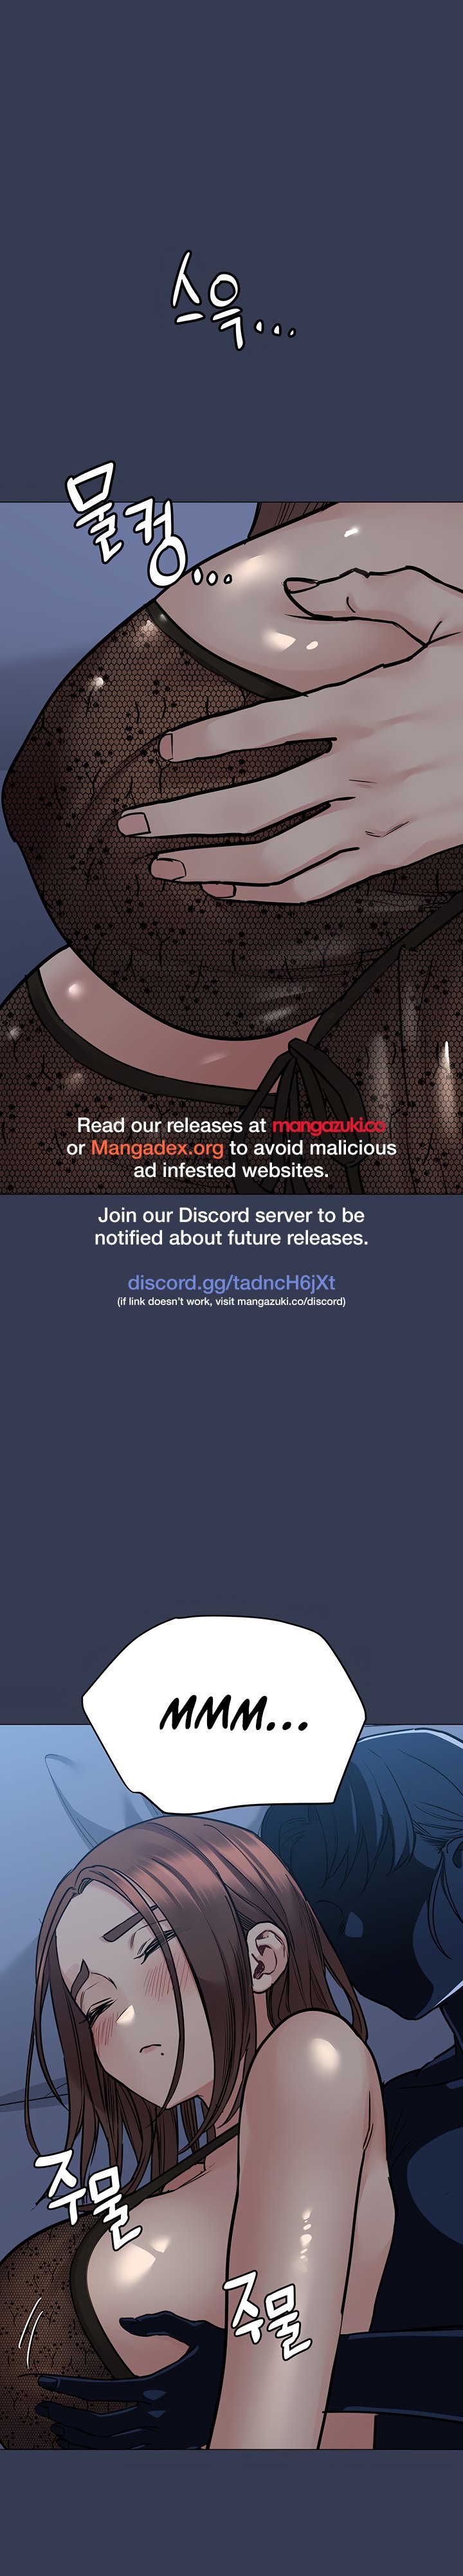 스윽...
물컹...
Read our releases at mangazuki.co
or Mangadex.org to avoid malicious
ad infested websites.
Join our Discord server to be
notified about future releases.
discord.gg/tadncH6jXt
(if link doesn't work, visit mangazuki.co/discord)
MMM...
주물
주물